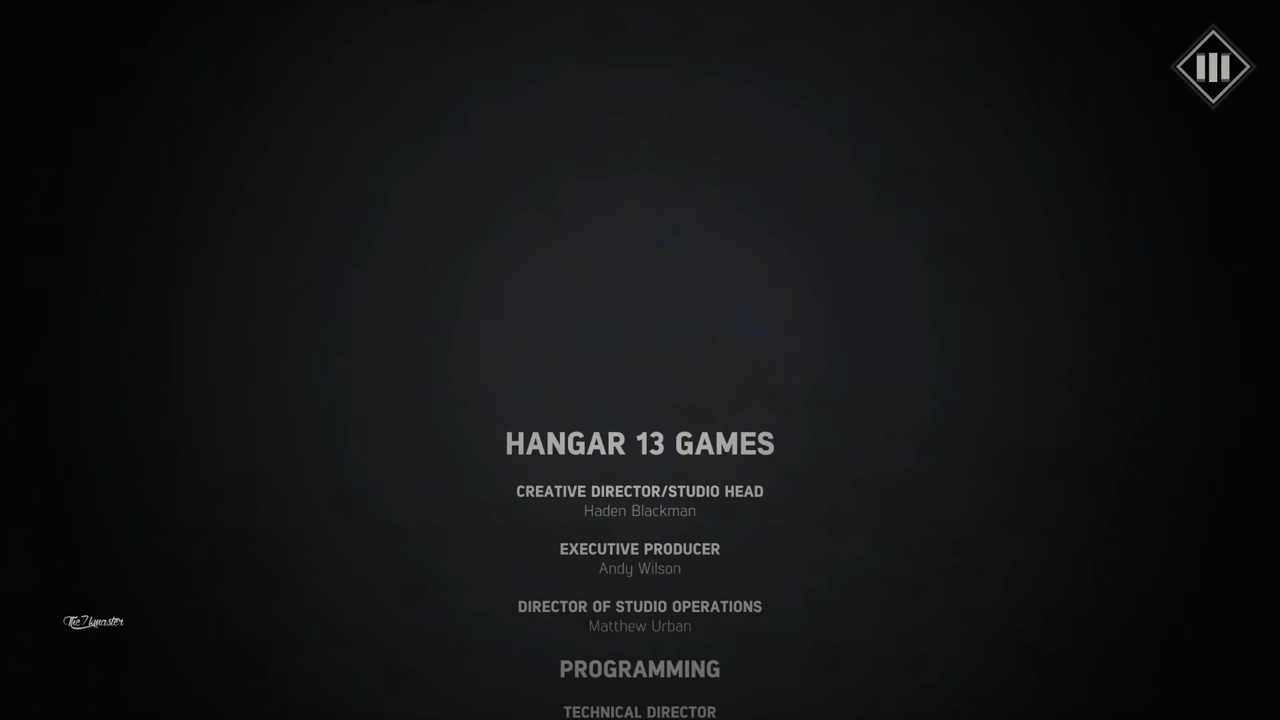 III
HANGAR 13 GAMES
CREATIVE DIRECTOR/STUDIO HEAD
Haden Blackman
EXECUTIVE PRODUCER
Andy Wilson
DIRECTOR OF STUDIO OPERATIONS
Matthew Urban
PROGRAMMING
TECHNICAL DIRECTOR